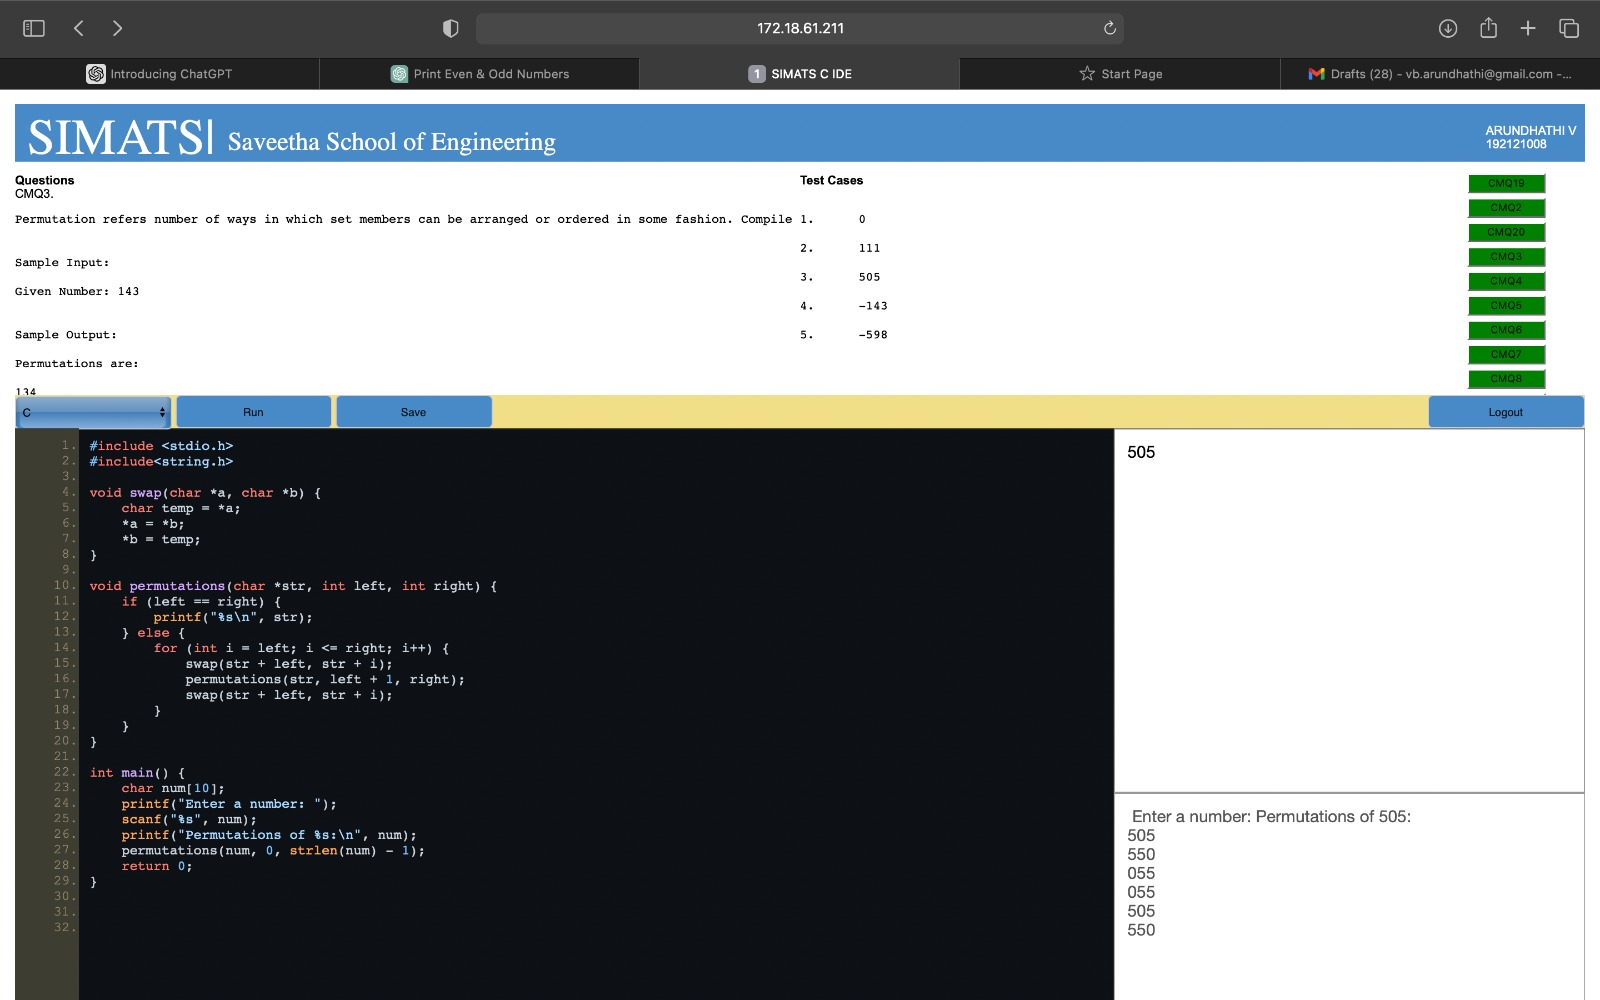 172.18.61.211
Introducing ChatGPT
Print Even & Odd Numbers
1 SIMATS C IDE
Start Page
Drafts (28) - vb.arundhathi@gmail.com -...
SIMATS| Saveetha School of Engineering
ARUNDHATHI V
192121008
Questions
CMQ3.
Permutation refers number of ways in which set members can be arranged or ordered in some fashion. Compile
Sample Input:
Given Number: 143
Sample Output:
Permutations are:
134
Test Cases
1. 0
2. 111
3. 505
4. -143
5. -598
CMQ19
CMQ2
CMQ20
CMQ3
CMQ4
CMQ5
CMQ6
CMQ7
CMQ8
C
Run
Save
Logout
1. #include <stdio.h>
2. #include<string.h>
3.
4. void swap(char *a, char *b) {
5.     char temp = *a;
6.     *a = *b;
7.     *b = temp;
8. }
9.
10. void permutations(char *str, int left, int right) {
11.     if (left == right) {
12.         printf("%s\n", str);
13.     } else {
14.         for (int i = left; i <= right; i++) {
15.             swap(str + left, str + i);
16.             permutations(str, left + 1, right);
17.             swap(str + left, str + i);
18.         }
19.     }
20. }
21.
22. int main() {
23.     char num[10];
24.     printf("Enter a number: ");
25.     scanf("%s", num);
26.     printf("Permutations of %s:\n", num);
27.     permutations(num, 0, strlen(num) - 1);
28.     return 0;
29. }
30.
31.
32.
505
Enter a number: Permutations of 505:
505
550
055
055
505
550